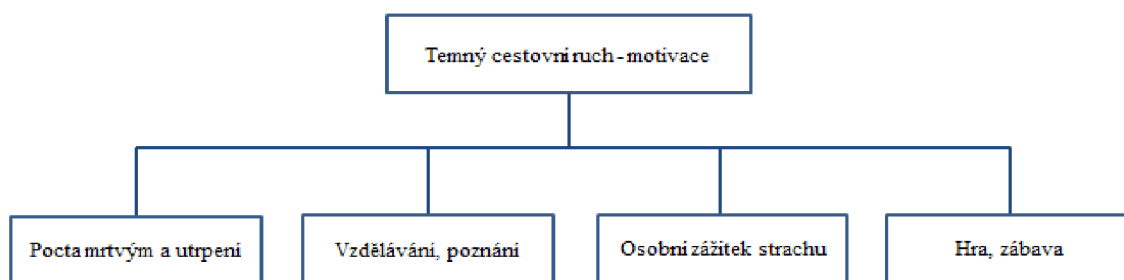 Temný cestovní ruch - motivace
Pocta mrtvým a utrpení
Vzdělávání, poznání
Osobní zážitek strachu
Hra, zábava